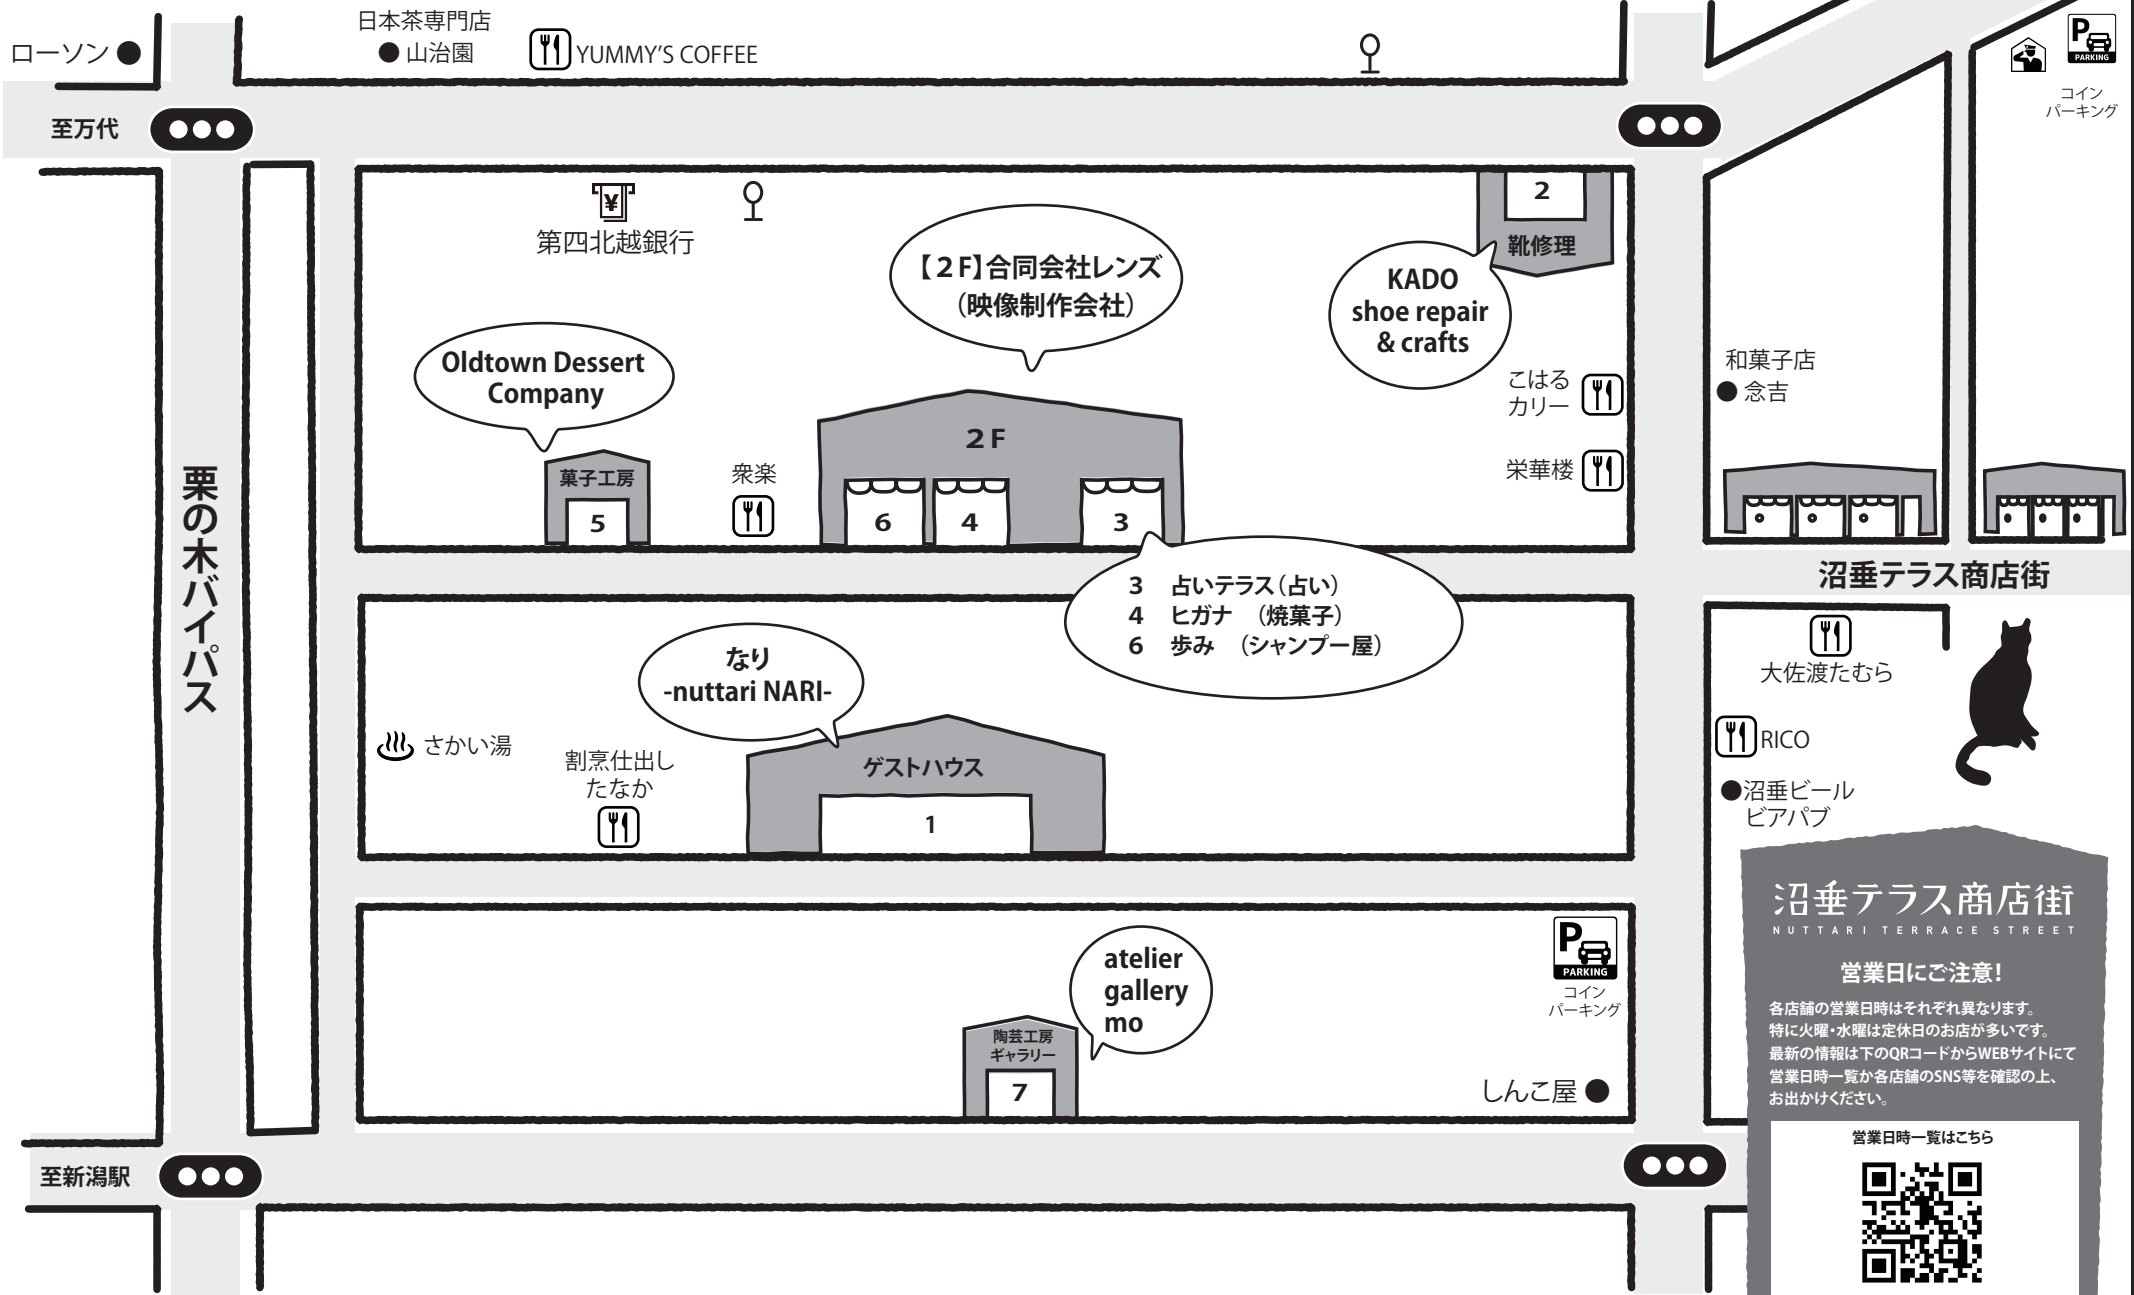 日本茶専門店
ローソン
山治園
YUMMY'S COFFEE
P
PARKING
コイン
パーキング
至万代
2
靴修理
¥
第四北越銀行
【2F】合同会社レンズ
（映像制作会社）
KADO
shoe repair
& crafts
Oldtown Dessert
Company
こはる
カリー
和菓子店
念吉
2F
菓子工房
5
衆楽
6
4
3
栄華楼
栗の木バイパス
沼垂テラス商店街
3 占いテラス（占い）
4 ヒガナ （焼菓子）
6 歩み （シャンプー屋）
なり
-nuttari NARI-
大佐渡たむら
さかい湯
割烹仕出し
たなか
ゲストハウス
1
RICO
沼垂ビール
ビアパブ
沼垂テラス商店街
NUTTARI TERRACE STREET
営業日にご注意！
各店舗の営業日時はそれぞれ異なります。
特に火曜・水曜は定休日のお店が多いです。
最新の情報は下のQRコードからWEBサイトにて
営業日時一覧か各店舗のSNS等を確認の上、
お出かけください。
営業日時一覧はこちら
P
PARKING
コイン
パーキング
atelier
gallery
mo
陶芸工房
ギャラリー
7
しんこ屋
至新潟駅